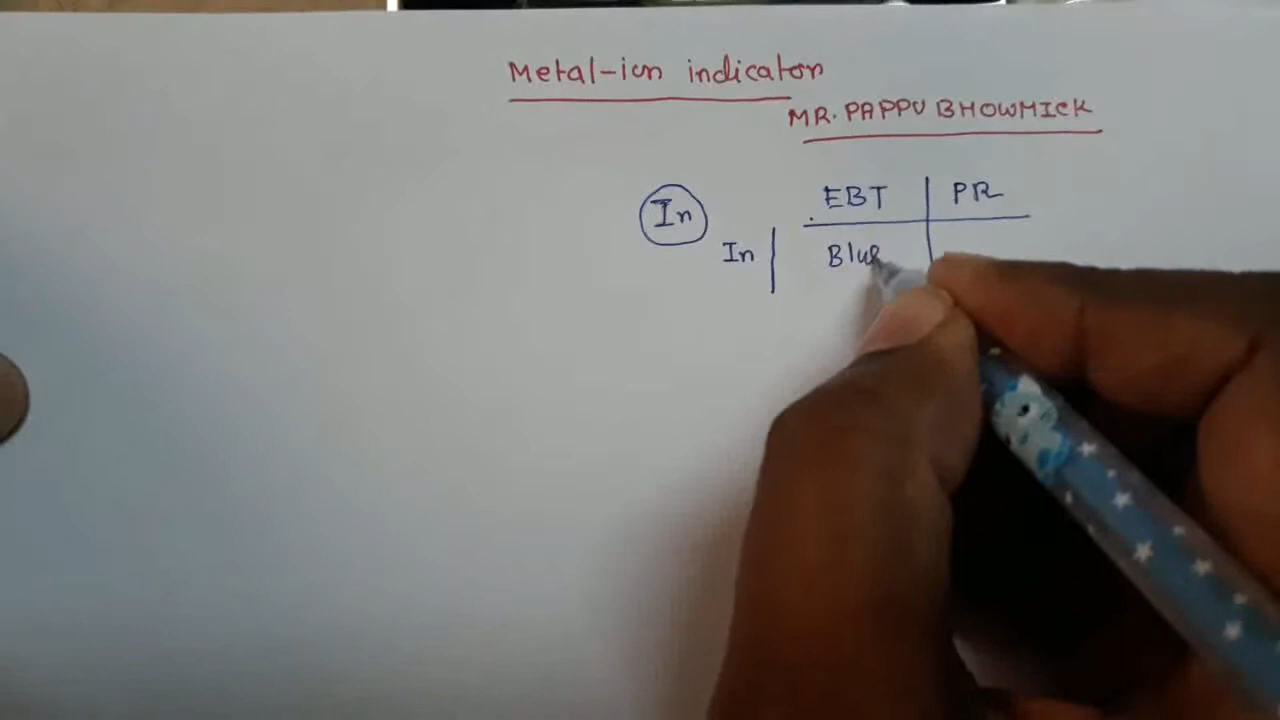 Metal-ion indicator
MR. PAPPU BHOWMICK
EBT PR
In
In Blue